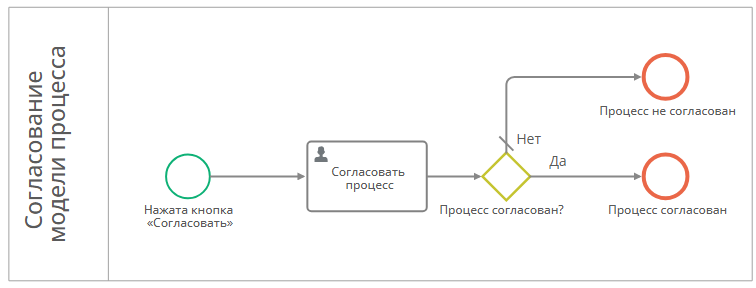 Согласование
модели процесса
Нажата кнопка
«Согласовать»
Согласовать
процесс
Процесс согласован?
Нет
Да
Процесс не согласован
Процесс согласован